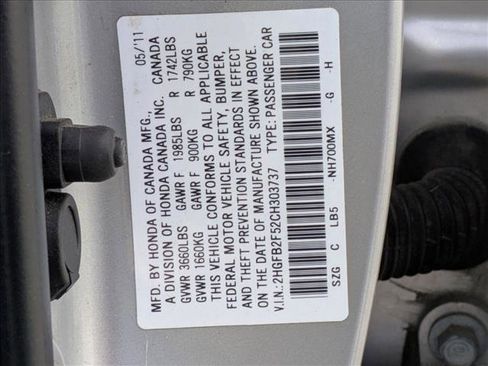 MFD. BY HONDA OF CANADA MFG., 05/'11
A DIVISION OF HONDA CANADA INC. CANADA
GVWR 3660LBS GAWR F 1985LBS R 1742LBS
GVWR 1660KG GAWR F 900KG R 790KG
THIS VEHICLE CONFORMS TO ALL APPLICABLE
FEDERAL MOTOR VEHICLE SAFETY, BUMPER,
AND THEFT PREVENTION STANDARDS IN EFFECT
ON THE DATE OF MANUFACTURE SHOWN ABOVE.
V.I.N.: 2HGFB2F52CH303737 TYPE: PASSENGER CAR
SZG C LB5 -NH700MX -G -H